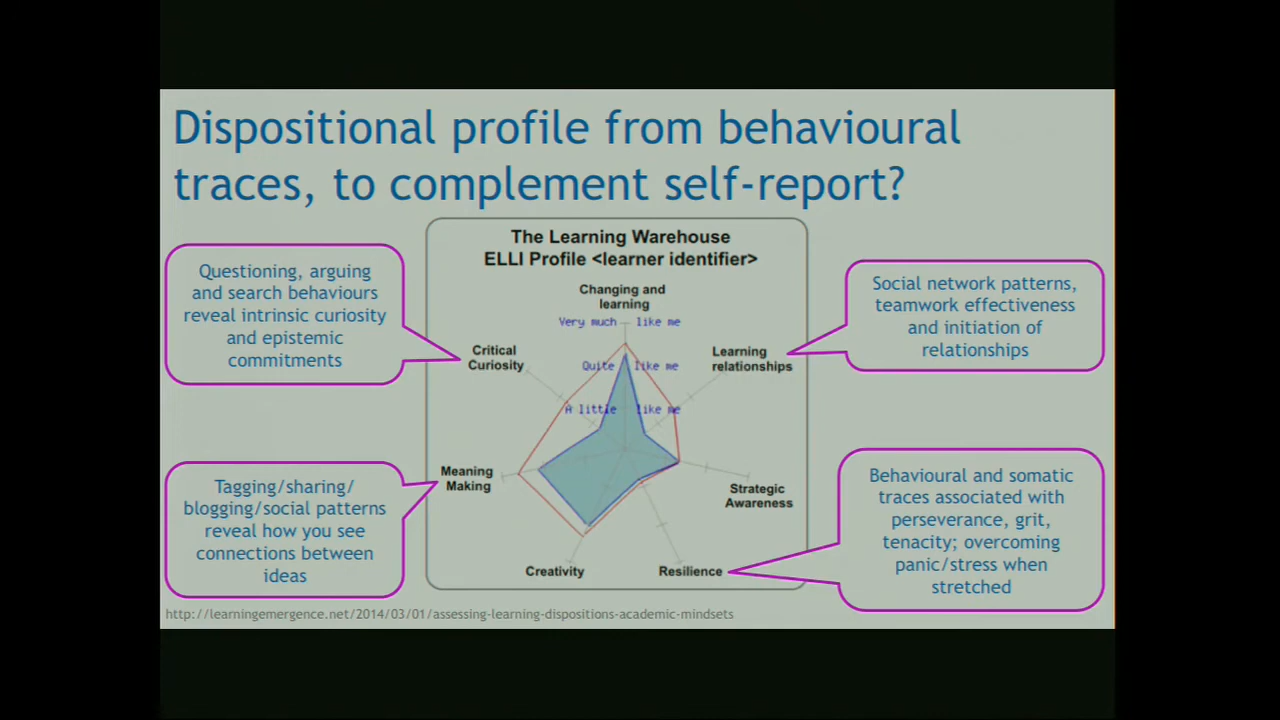 Dispositional profile from behavioural
traces, to complement self-report?
The Learning Warehouse
ELLI Profile <learner identifier>
Changing and
learning
Very much like me
Quite like me
A little like me
Critical
Curiosity
Learning
relationships
Meaning
Making
Strategic
Awareness
Creativity
Resilience
Questioning, arguing
and search behaviours
reveal intrinsic curiosity
and epistemic
commitments
Social network patterns,
teamwork effectiveness
and initiation of
relationships
Tagging/sharing/
blogging/social patterns
reveal how you see
connections between
ideas
Behavioural and somatic
traces associated with
perseverance, grit,
tenacity; overcoming
panic/stress when
stretched
http://learningemergence.net/2014/03/01/assessing-learning-dispositions-academic-mindsets